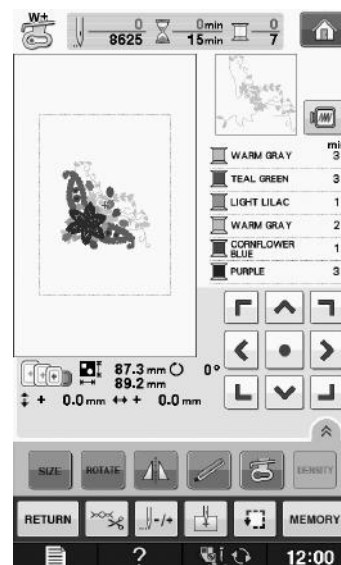 W+
0 0min 0
8625 15min 7
min
WARM GRAY 3
TEAL GREEN 3
LIGHT LILAC 1
WARM GRAY 2
CORNFLOWER BLUE 1
PURPLE 3
87.3 mm 0°
89.2 mm
+ 0.0 mm + 0.0 mm
SIZE ROTATE DENSITY
RETURN -/+ MEMORY
? i 12:00